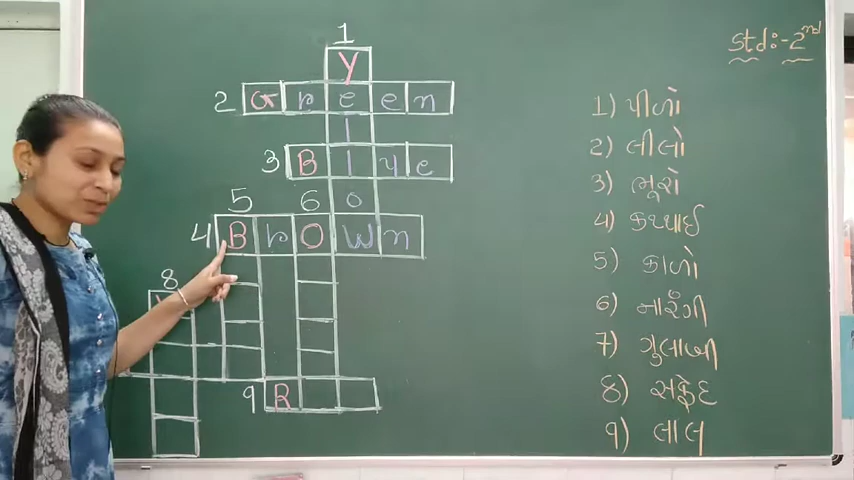 Std:- 2nd
1
Y
2 Green
l
3 Blue
5 6 o
4 Brown
8
9 R
1) પીળો
2) લીલો
3) ભૂરો
4) કથ્થાઈ
5) કાળો
6) નારંગી
7) ગુલાબી
8) સફેદ
9) લાલ